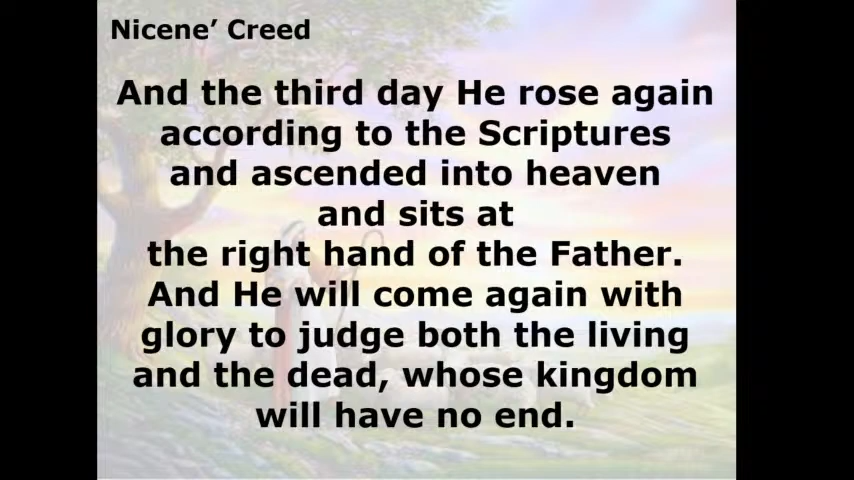 Nicene’ Creed
And the third day He rose again
according to the Scriptures
and ascended into heaven
and sits at
the right hand of the Father.
And He will come again with
glory to judge both the living
and the dead, whose kingdom
will have no end.